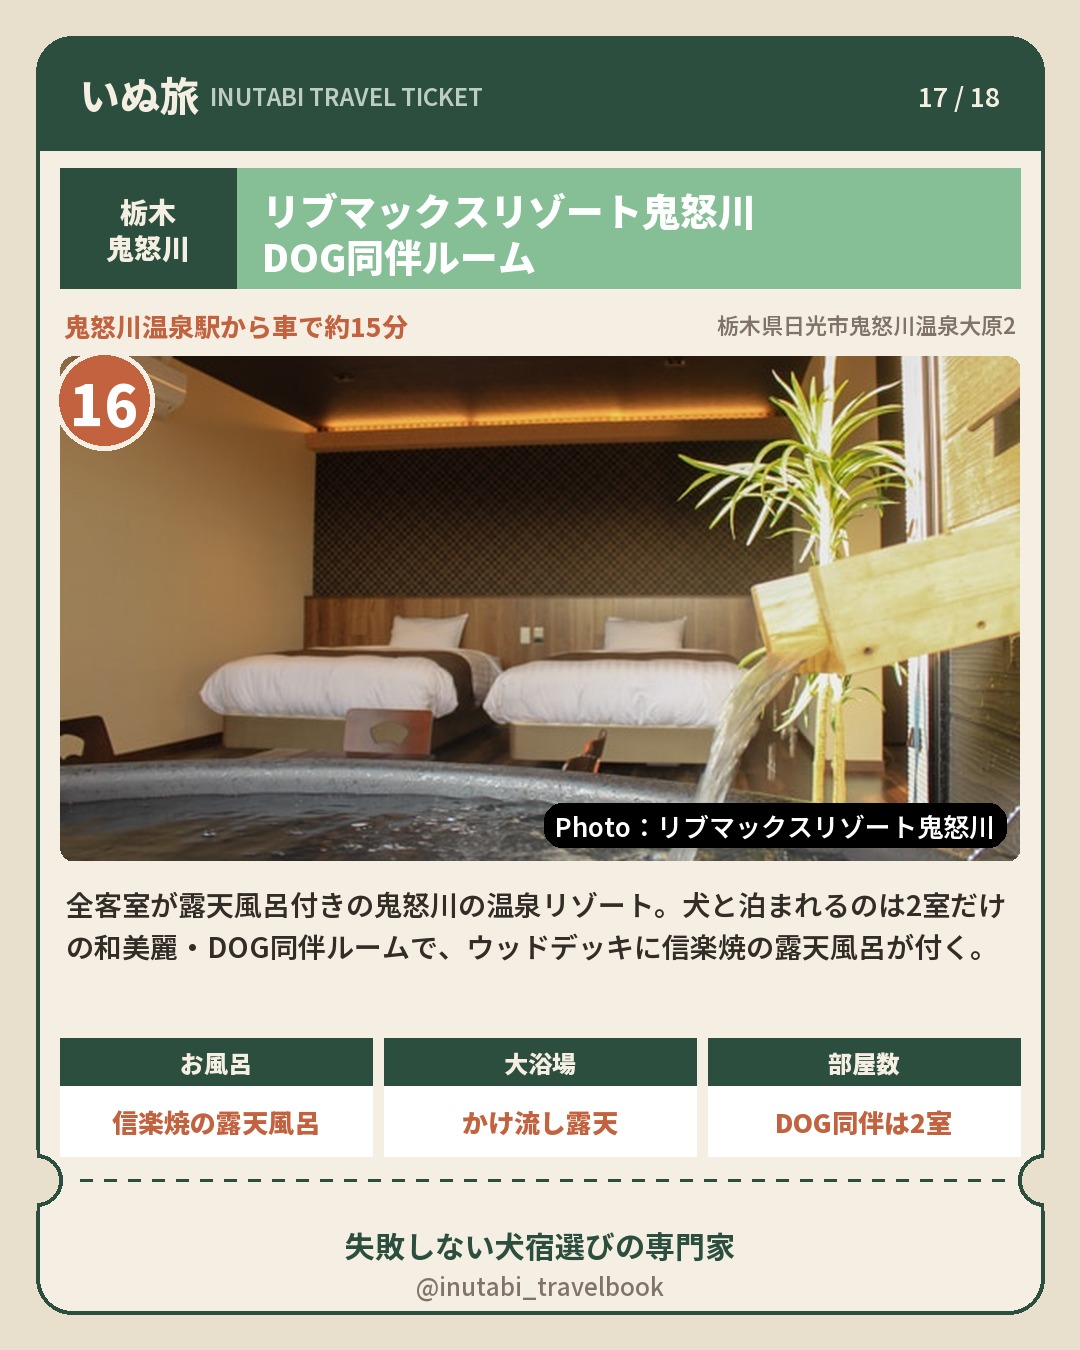 いぬ旅 INUTABI TRAVEL TICKET
17 / 18
栃木
鬼怒川
リブマックスリゾート鬼怒川
DOG同伴ルーム
鬼怒川温泉駅から車で約15分
栃木県日光市鬼怒川温泉大原2
16
Photo：リブマックスリゾート鬼怒川
全客室が露天風呂付きの鬼怒川の温泉リゾート。犬と泊まれるのは2室だけ
の和美麗・DOG同伴ルームで、ウッドデッキに信楽焼の露天風呂が付く。
お風呂
信楽焼の露天風呂
大浴場
かけ流し露天
部屋数
DOG同伴は2室
失敗しない犬宿選びの専門家
@inutabi_travelbook